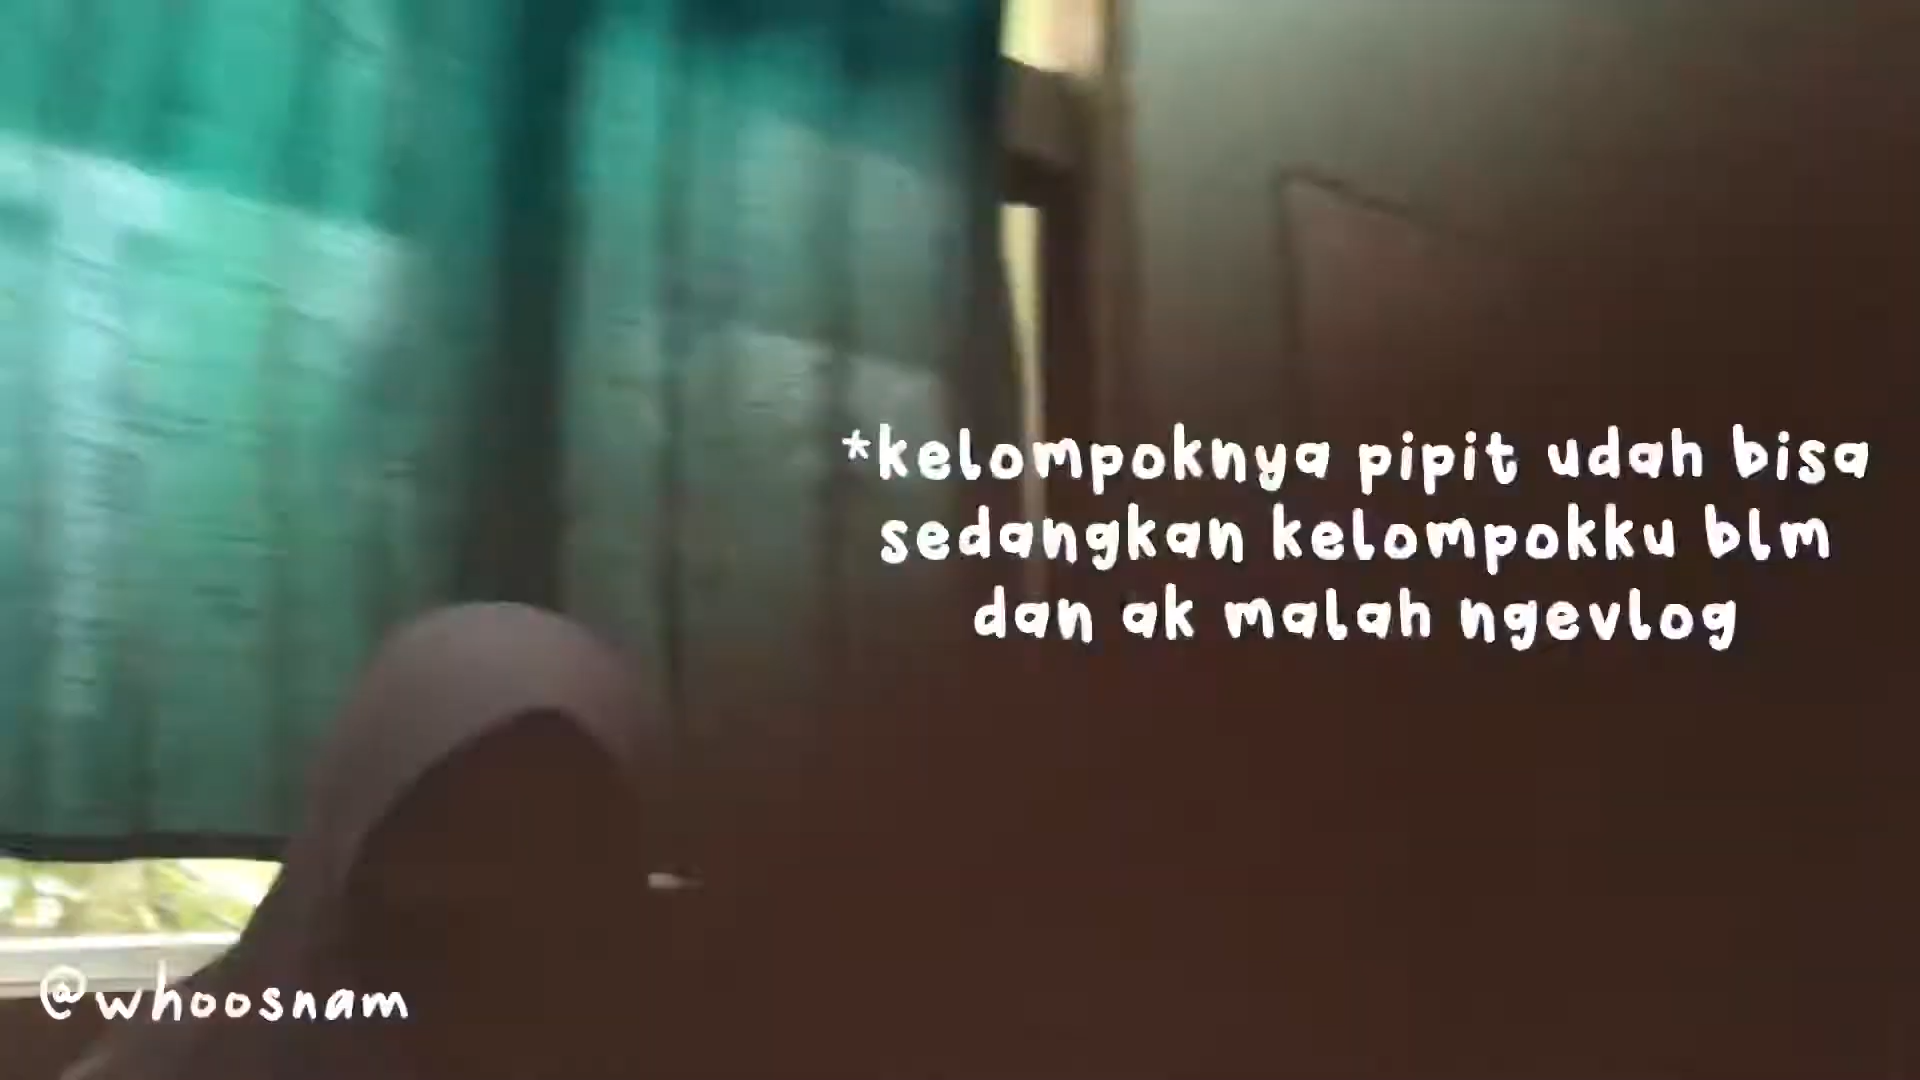 *kelompoknya pipit udah bisa
sedangkan kelompokku blm
dan ak malah ngevlog
@whoosnam